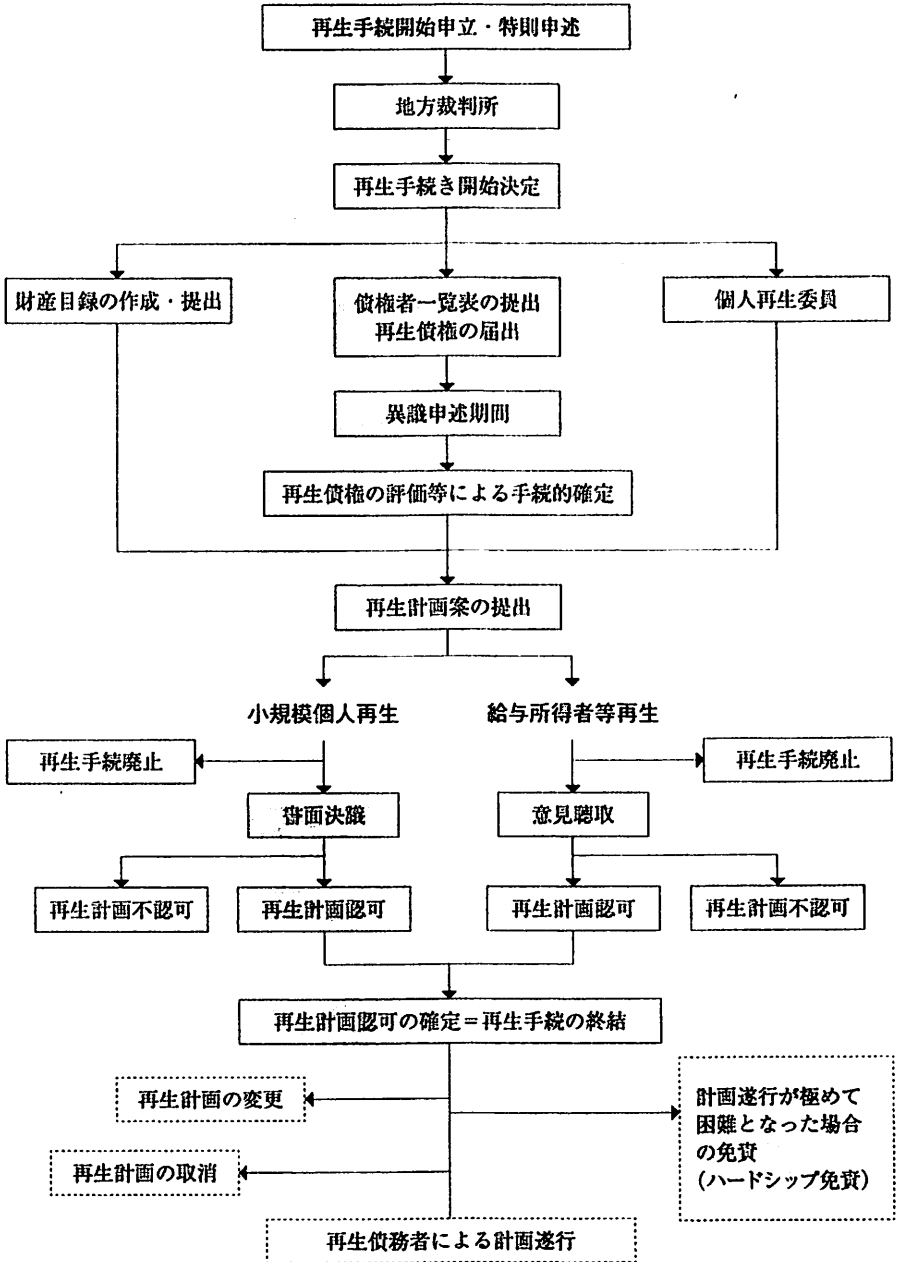 再生手続開始申立・特則申述
地方裁判所
再生手続き開始決定
財産目録の作成・提出
債権者一覧表の提出
再生債権の届出
個人再生委員
異議申述期間
再生債権の評価等による手続的確定
再生計画案の提出
小規模個人再生
給与所得者等再生
再生手続廃止
再生手続廃止
書面決議
意見聴取
再生計画不認可
再生計画認可
再生計画認可
再生計画不認可
再生計画認可の確定=再生手続の終結
再生計画の変更
計画遂行が極めて
困難となった場合
の免責
(ハードシップ免責)
再生計画の取消
再生債務者による計画遂行